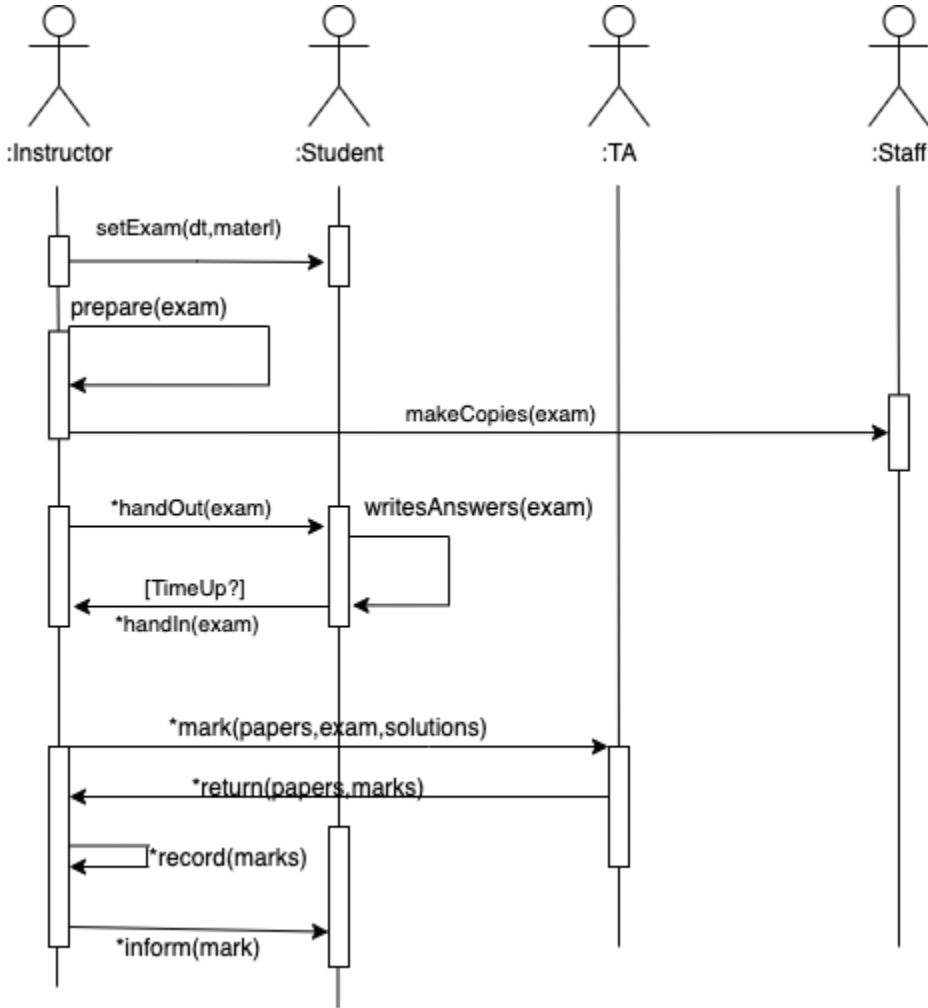 :Instructor
:Student
:TA
:Staff
setExam(dt,materl)
prepare(exam)
makeCopies(exam)
*handOut(exam)
writesAnswers(exam)
[TimeUp?]
*handIn(exam)
*mark(papers,exam,solutions)
*return(papers,marks)
*record(marks)
*inform(mark)